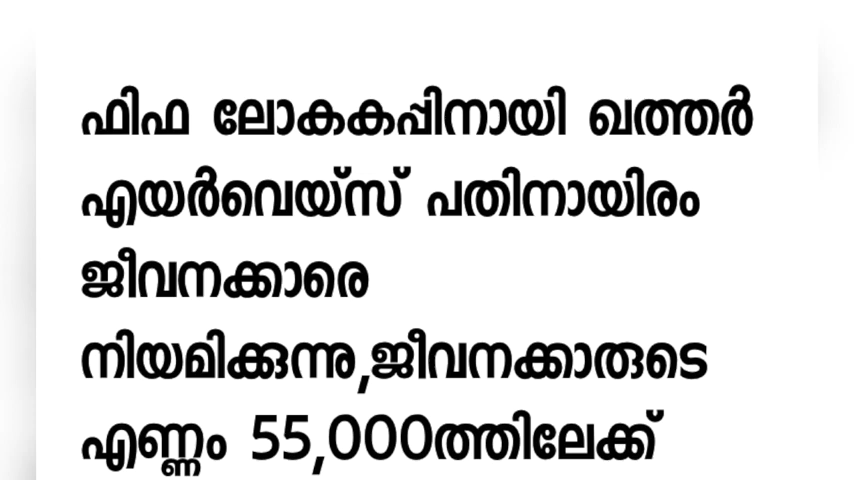 ഫിഫ ലോകകപ്പിനായി ഖത്തർ
എയർവെയ്സ് പതിനായിരം
ജീവനക്കാരെ
നിയമിക്കുന്നു,ജീവനക്കാരുടെ
എണ്ണം 55,000ത്തിലേക്ക്